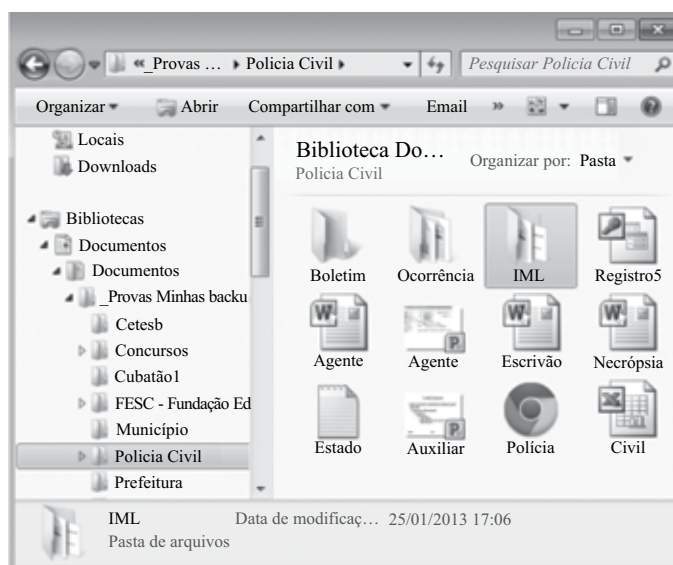 « _Provas ... Policia Civil Pesquisar Policia Civil
Organizar Abrir Compartilhar com Email »
Locais
Downloads
Bibliotecas
Documentos
Documentos
_Provas Minhas backu
Cetesb
Concursos
Cubatão1
FESC - Fundação Ed
Município
Policia Civil
Prefeitura
Biblioteca Do...
Policia Civil
Organizar por: Pasta
Boletim Ocorrência IML Registro5
Agente Agente Escrivão Necrópsia
Estado Auxiliar Polícia Civil
IML Data de modificaç... 25/01/2013 17:06
Pasta de arquivos